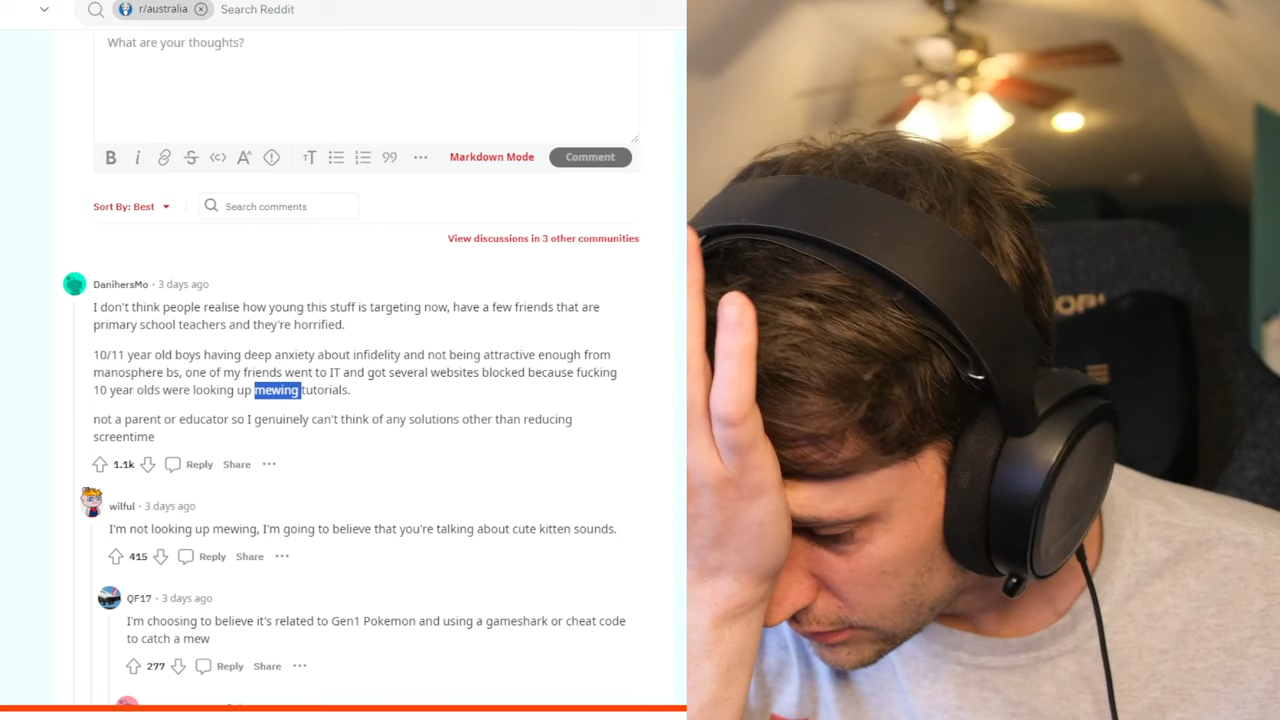 r/australia
Search Reddit
What are your thoughts?
Markdown Mode
Comment
Sort By: Best
Search comments
View discussions in 3 other communities
DanihersMo · 3 days ago
I don't think people realise how young this stuff is targeting now, have a few friends that are
primary school teachers and they're horrified.
10/11 year old boys having deep anxiety about infidelity and not being attractive enough from
manosphere bs, one of my friends went to IT and got several websites blocked because fucking
10 year olds were looking up mewing tutorials.
not a parent or educator so I genuinely can't think of any solutions other than reducing
screentime
1.1k Reply Share
wilful · 3 days ago
I'm not looking up mewing, I'm going to believe that you're talking about cute kitten sounds.
415 Reply Share
QF17 · 3 days ago
I'm choosing to believe it's related to Gen1 Pokemon and using a gameshark or cheat code
to catch a mew
277 Reply Share